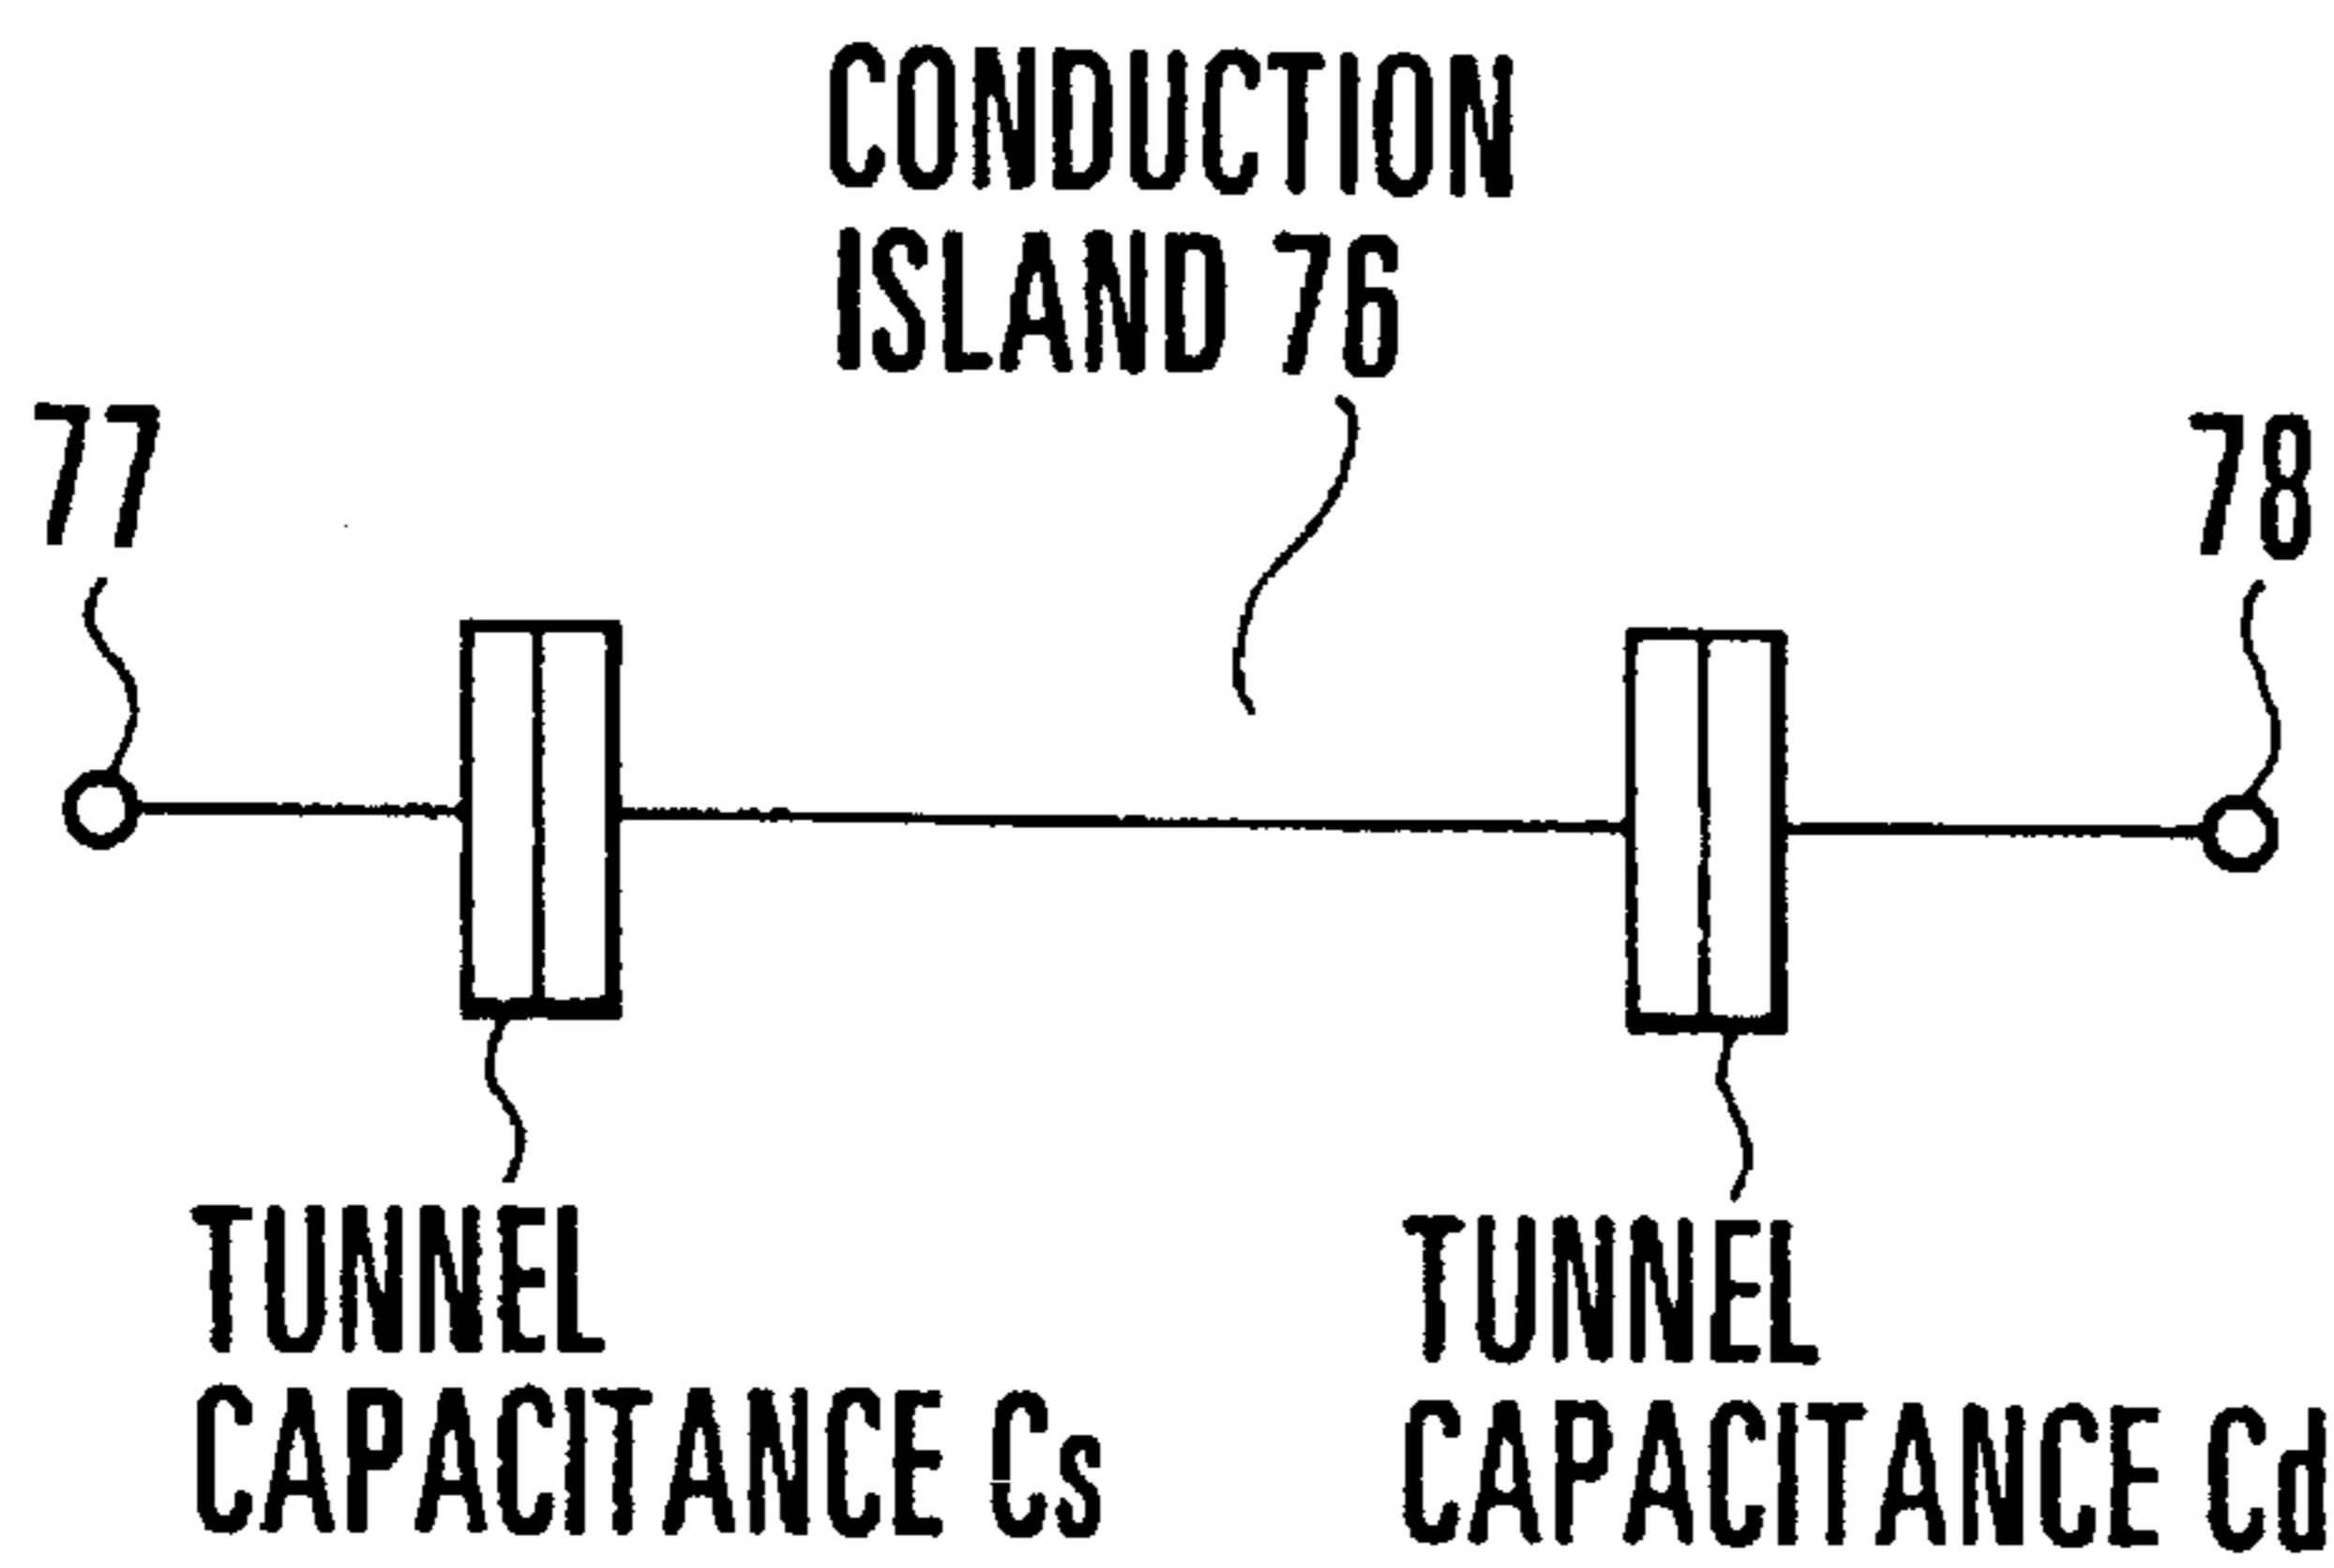 CONDUCTION
ISLAND 76
77
78
TUNNEL
CAPACITANCE Cs
TUNNEL
CAPACITANCE Cd